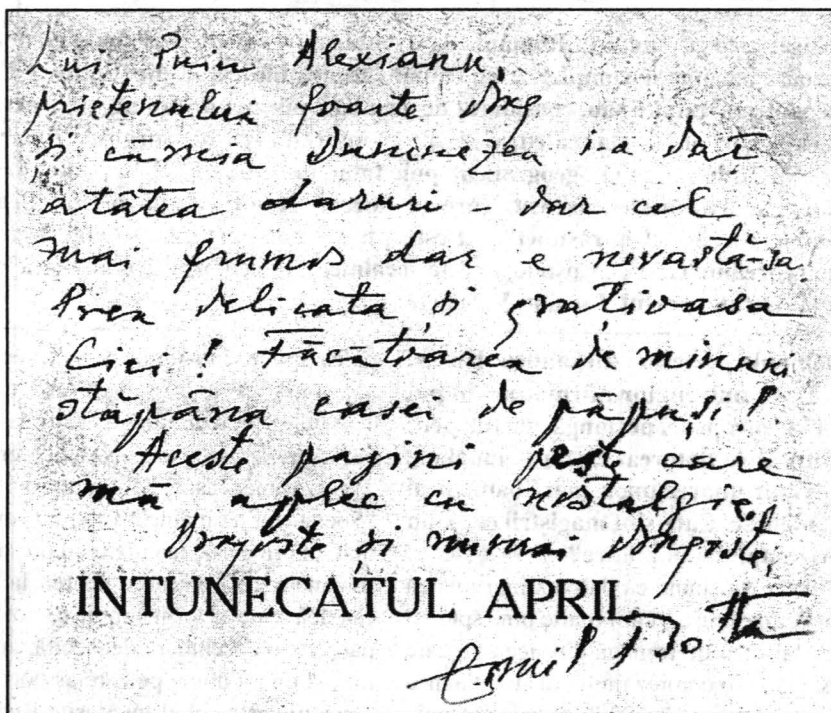 Lui Puiu Alexianu,
prietenului foarte drag
și căruia Dumnezeu i-a dat
atâtea daruri - dar cel
mai frumos dar e nevastă-sa.
Prea delicata și grațioasa
Cici! Făcătoarea de minuni
stăpâna casei de păpuși!
Aceste pagini peste care
mă aplec cu nostalgie!
Dragoste și numai dragoste,
INTUNECATUL APRIL
Emil Botta